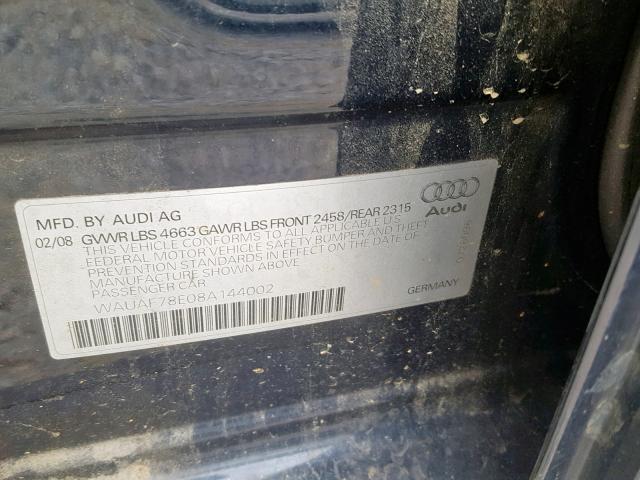 MFD. BY AUDI AG
02/08 GVWR LBS 4663 GAWR LBS FRONT 2458/REAR 2315
THIS VEHICLE CONFORMS TO ALL APPLICABLE U.S.
FEDERAL MOTOR VEHICLE SAFETY BUMPER AND THEFT
PREVENTION STANDARDS IN EFFECT ON THE DATE OF
MANUFACTURE SHOWN ABOVE.
PASSENGER CAR
WAUAF78E08A144002
Audi
GERMANY